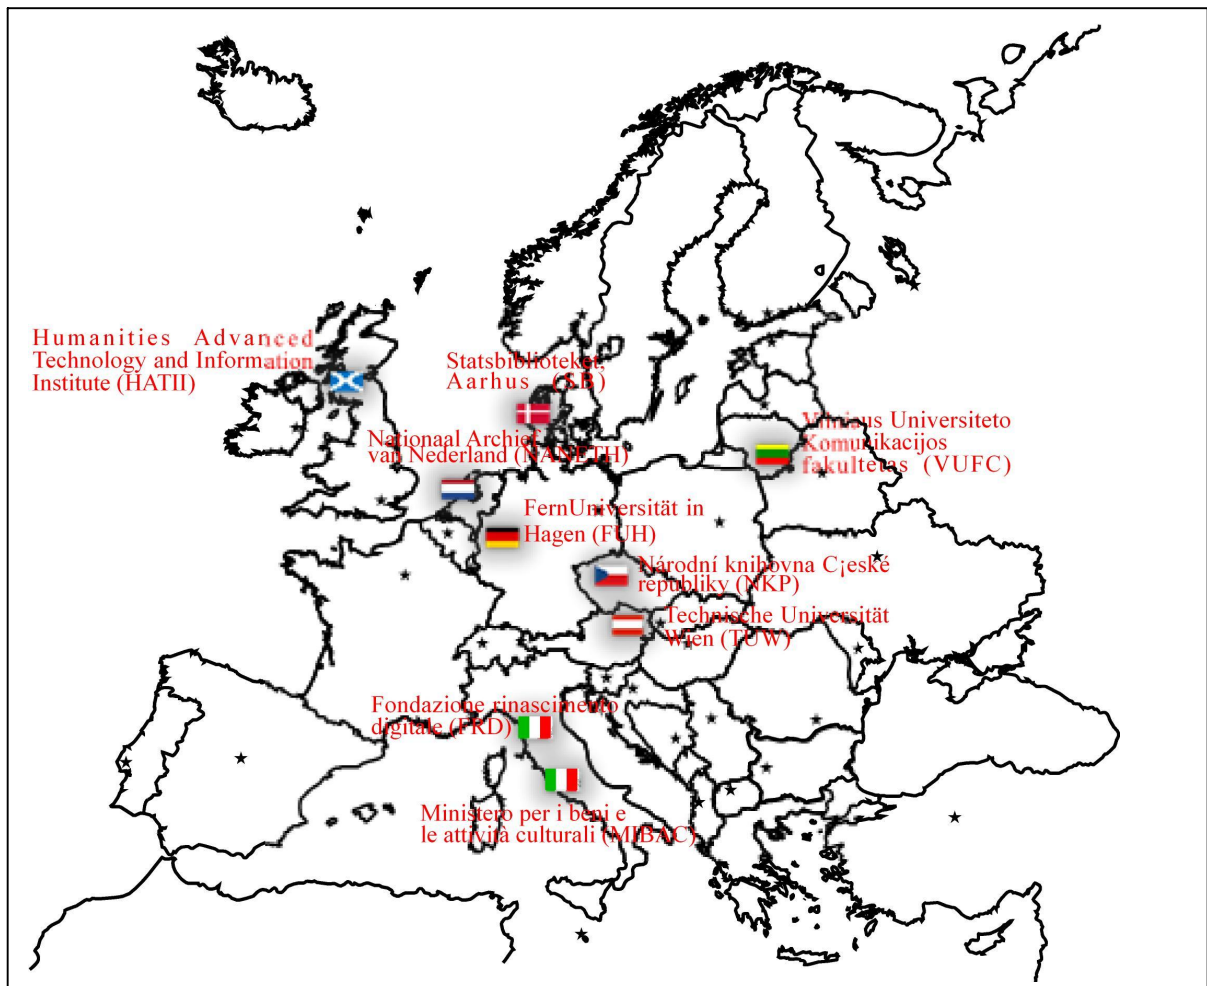 Humanities Advanced
Technology and Information
Institute (HATII)
Statsbiblioteket,
Aarhus (SB)
Nationaal Archief
van Nederland (NANETH)
Vilniaus Universiteto
Komunikacijos
fakultetas (VUFC)
FernUniversität in
Hagen (FUH)
Národní knihovna C¡eské
republiky (NKP)
Technische Universität
Wien (TUW)
Fondazione rinascimento
digitale (FRD)
Ministero per i beni e
le attività culturali (MIBAC)